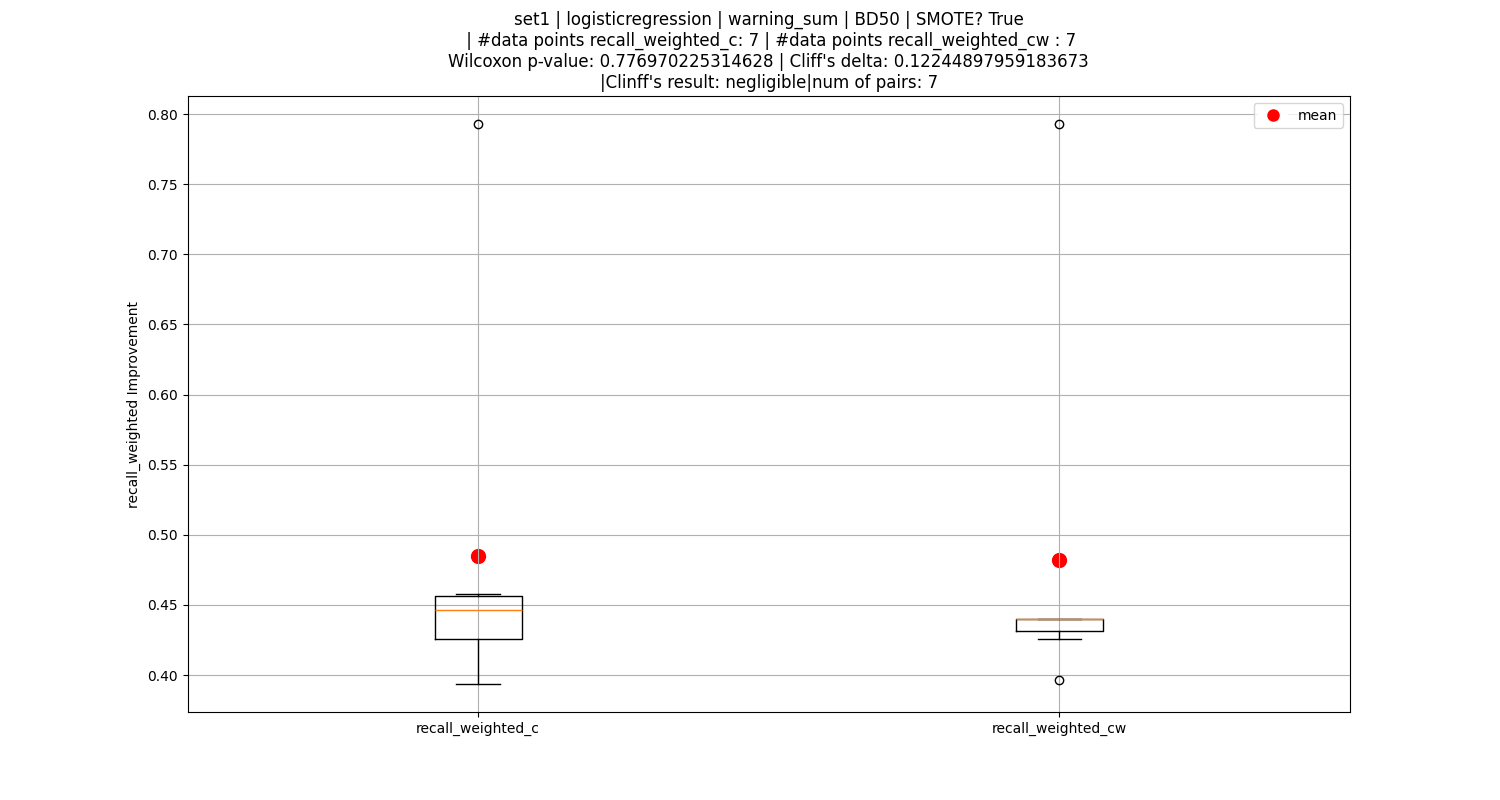 set1 | logisticregression | warning_sum | BD50 | SMOTE? True
| #data points recall_weighted_c: 7 | #data points recall_weighted_cw : 7
Wilcoxon p-value: 0.776970225314628 | Cliff's delta: 0.12244897959183673
|Clinff's result: negligible|num of pairs: 7
mean
0.80
0.75
0.70
0.65
0.60
0.55
0.50
0.45
0.40
recall_weighted Improvement
recall_weighted_c
recall_weighted_cw